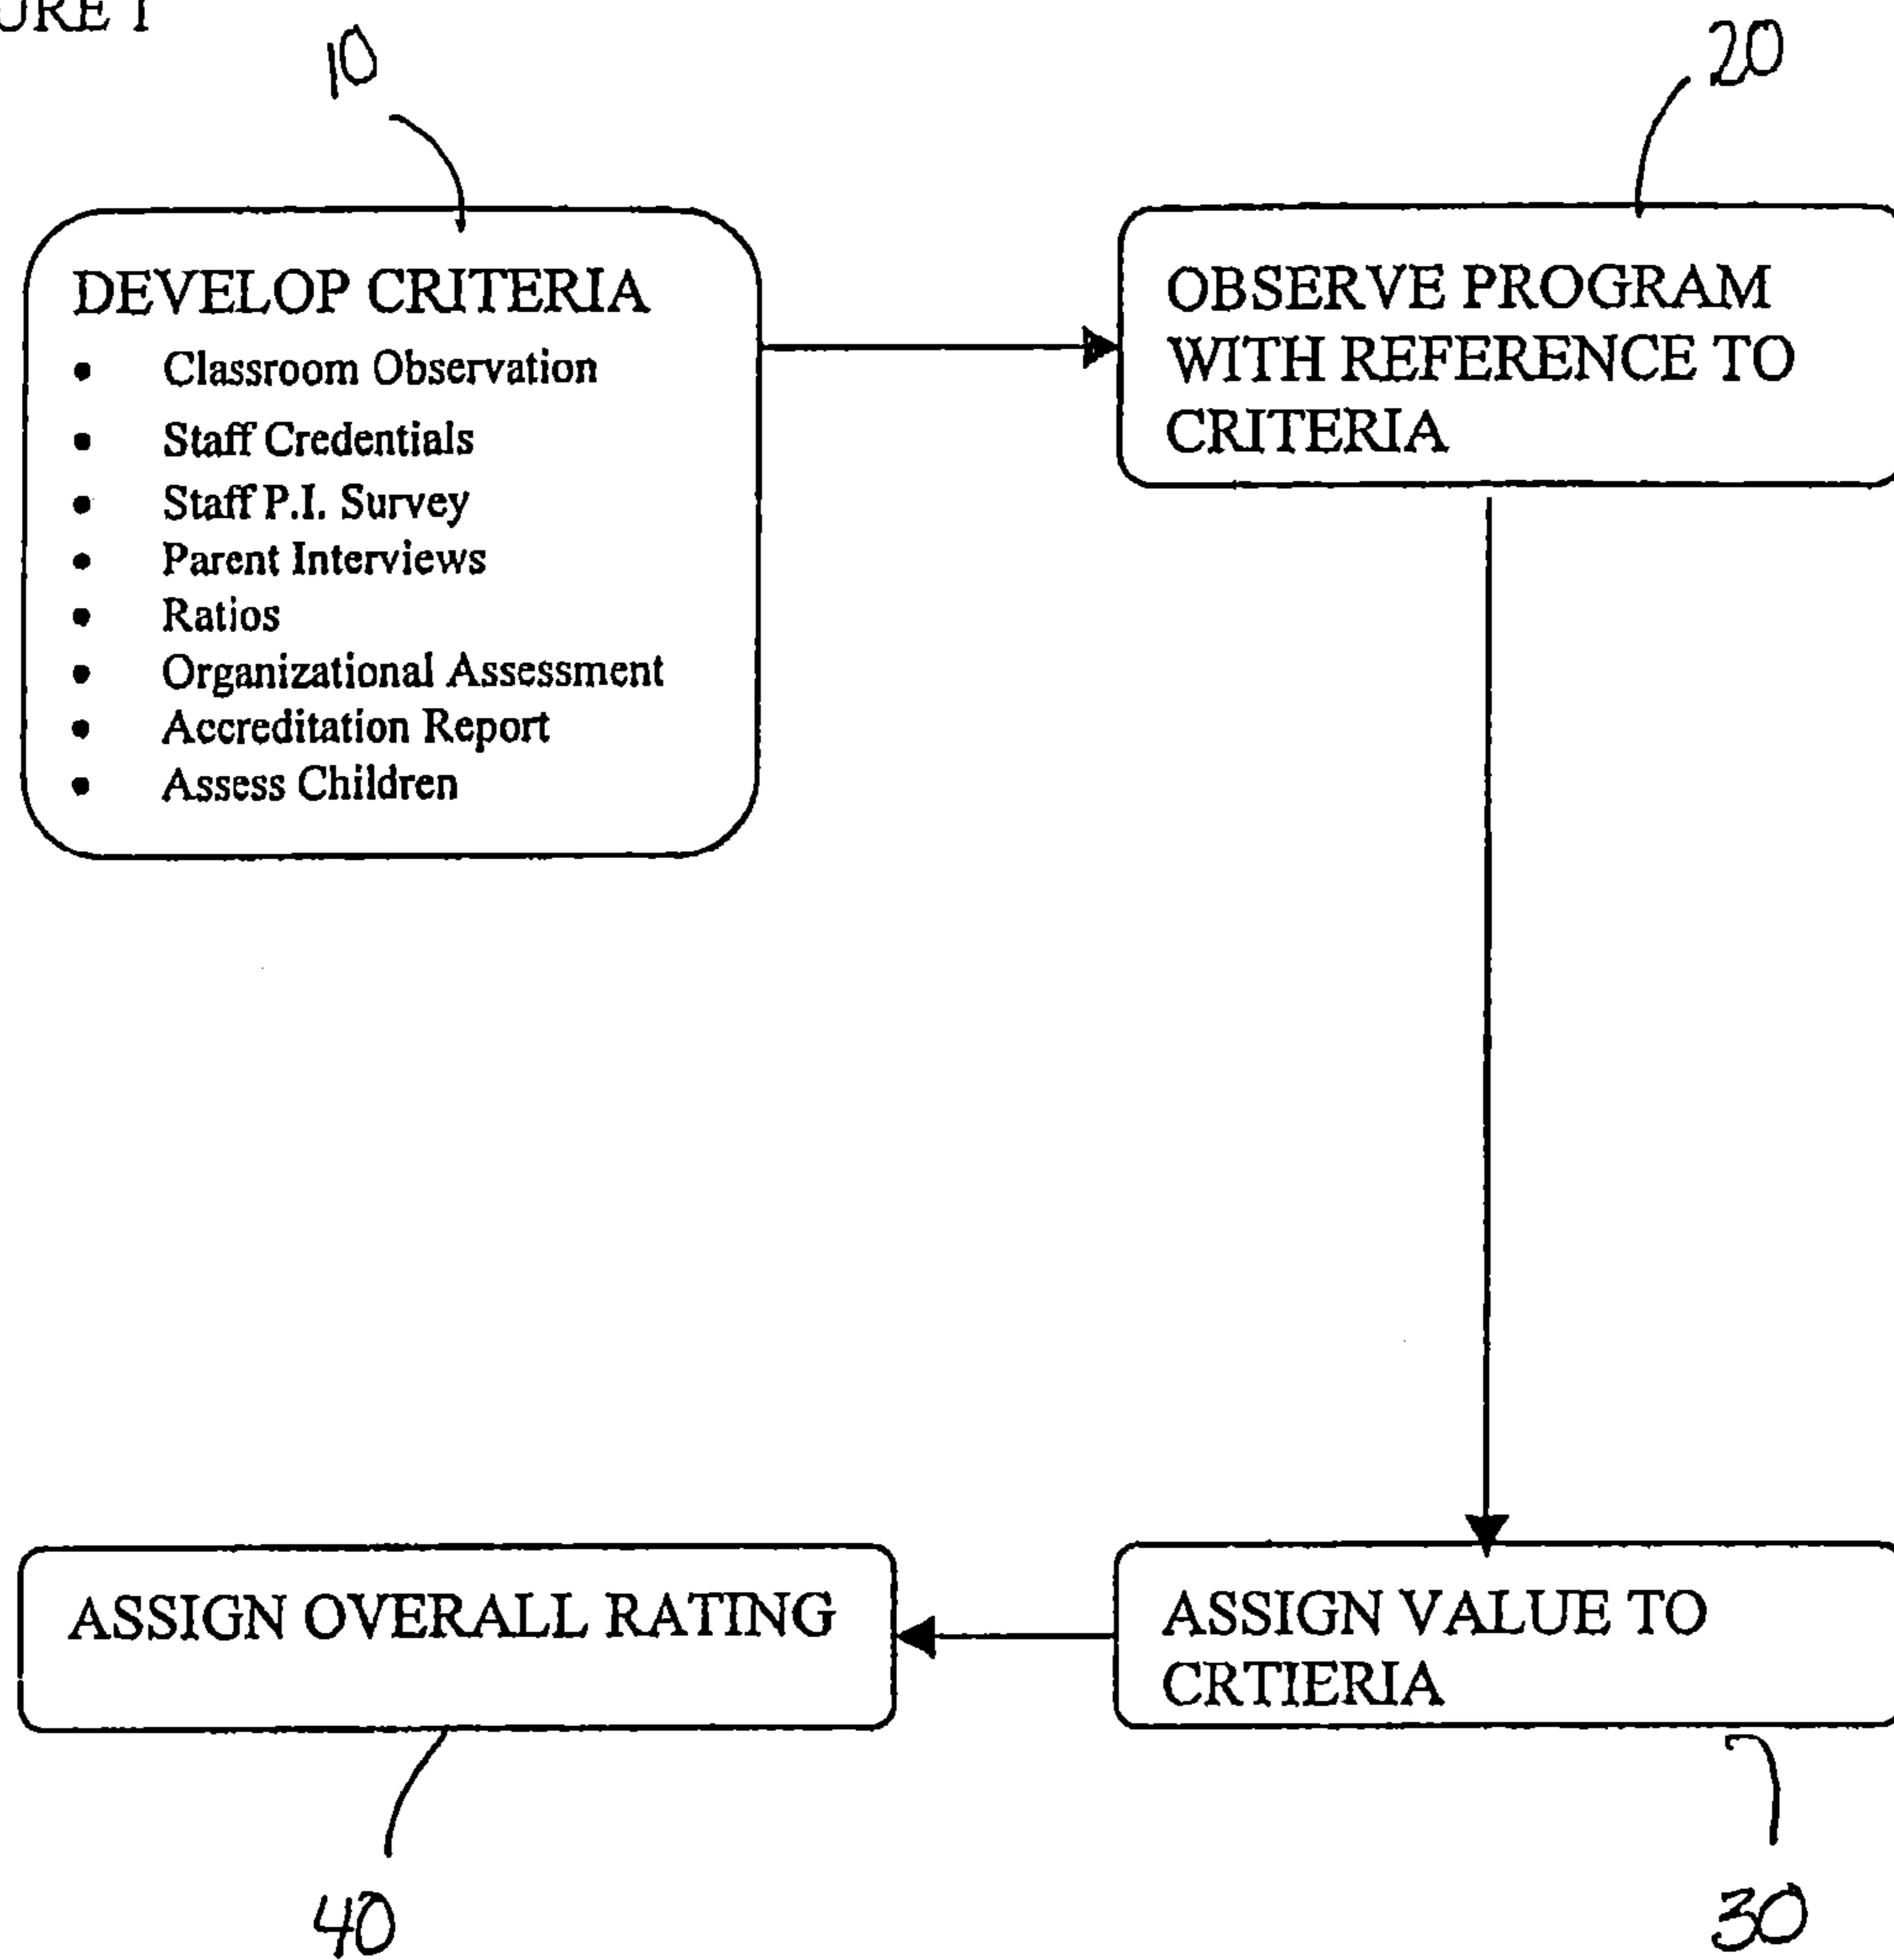 URE 1
10
20
DEVELOP CRITERIA
• Classroom Observation
• Staff Credentials
• Staff P.I. Survey
• Parent Interviews
• Ratios
• Organizational Assessment
• Accreditation Report
• Assess Children
OBSERVE PROGRAM
WITH REFERENCE TO
CRITERIA
ASSIGN OVERALL RATING
ASSIGN VALUE TO
CRTIERIA
40
30